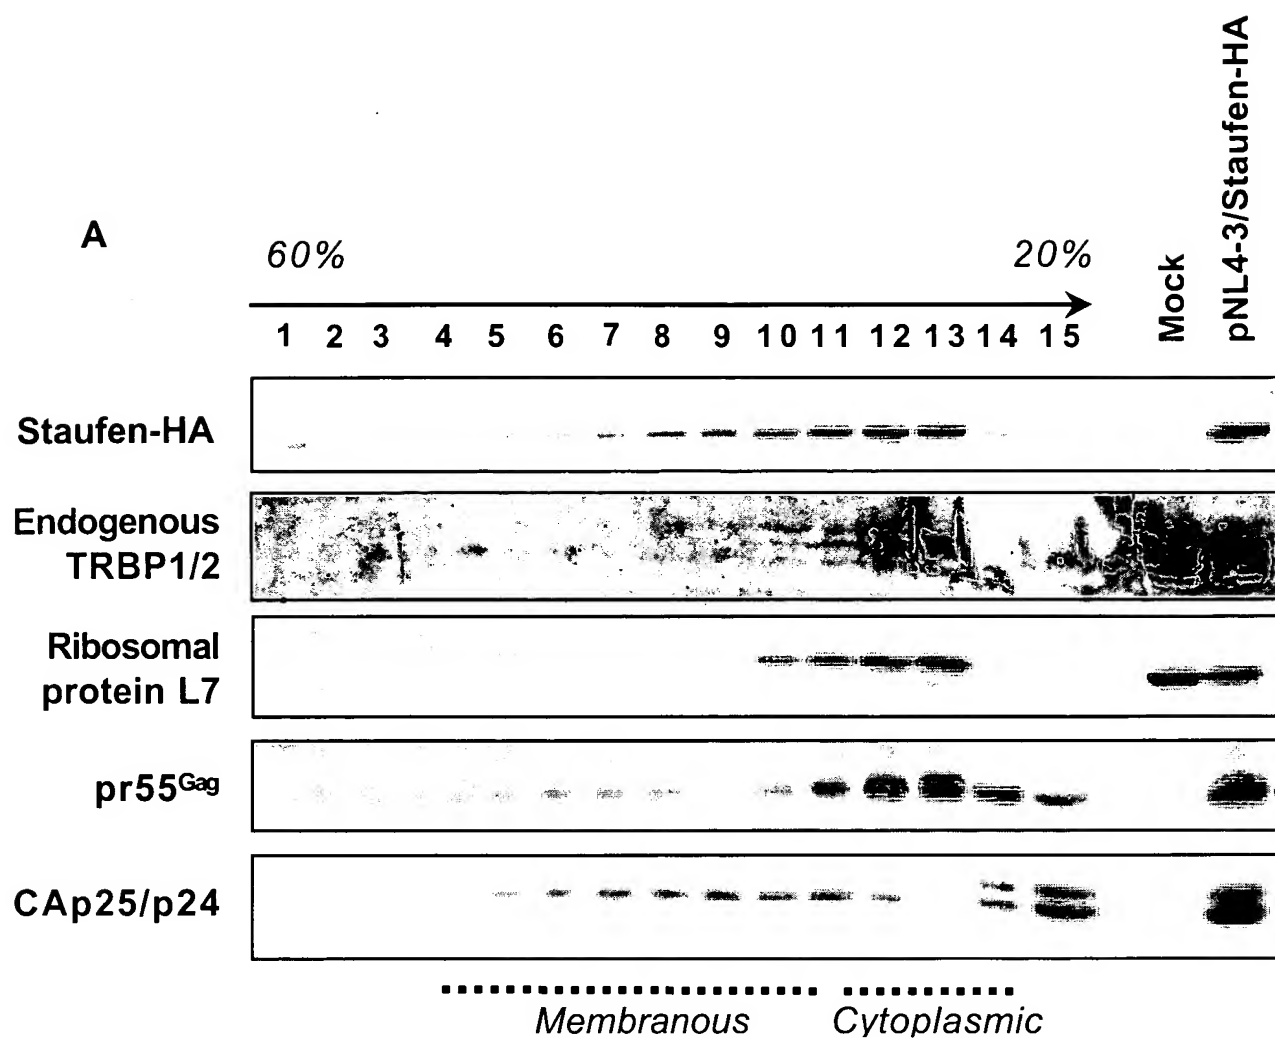 pNL4-3/Staufen-HA
Mock
A
60%
20%
1 2 3 4 5 6 7 8 9 10 11 12 13 14 15
Staufen-HA
Endogenous
TRBP1/2
Ribosomal
protein L7
pr55Gag
CAp25/p24
Membranous
Cytoplasmic